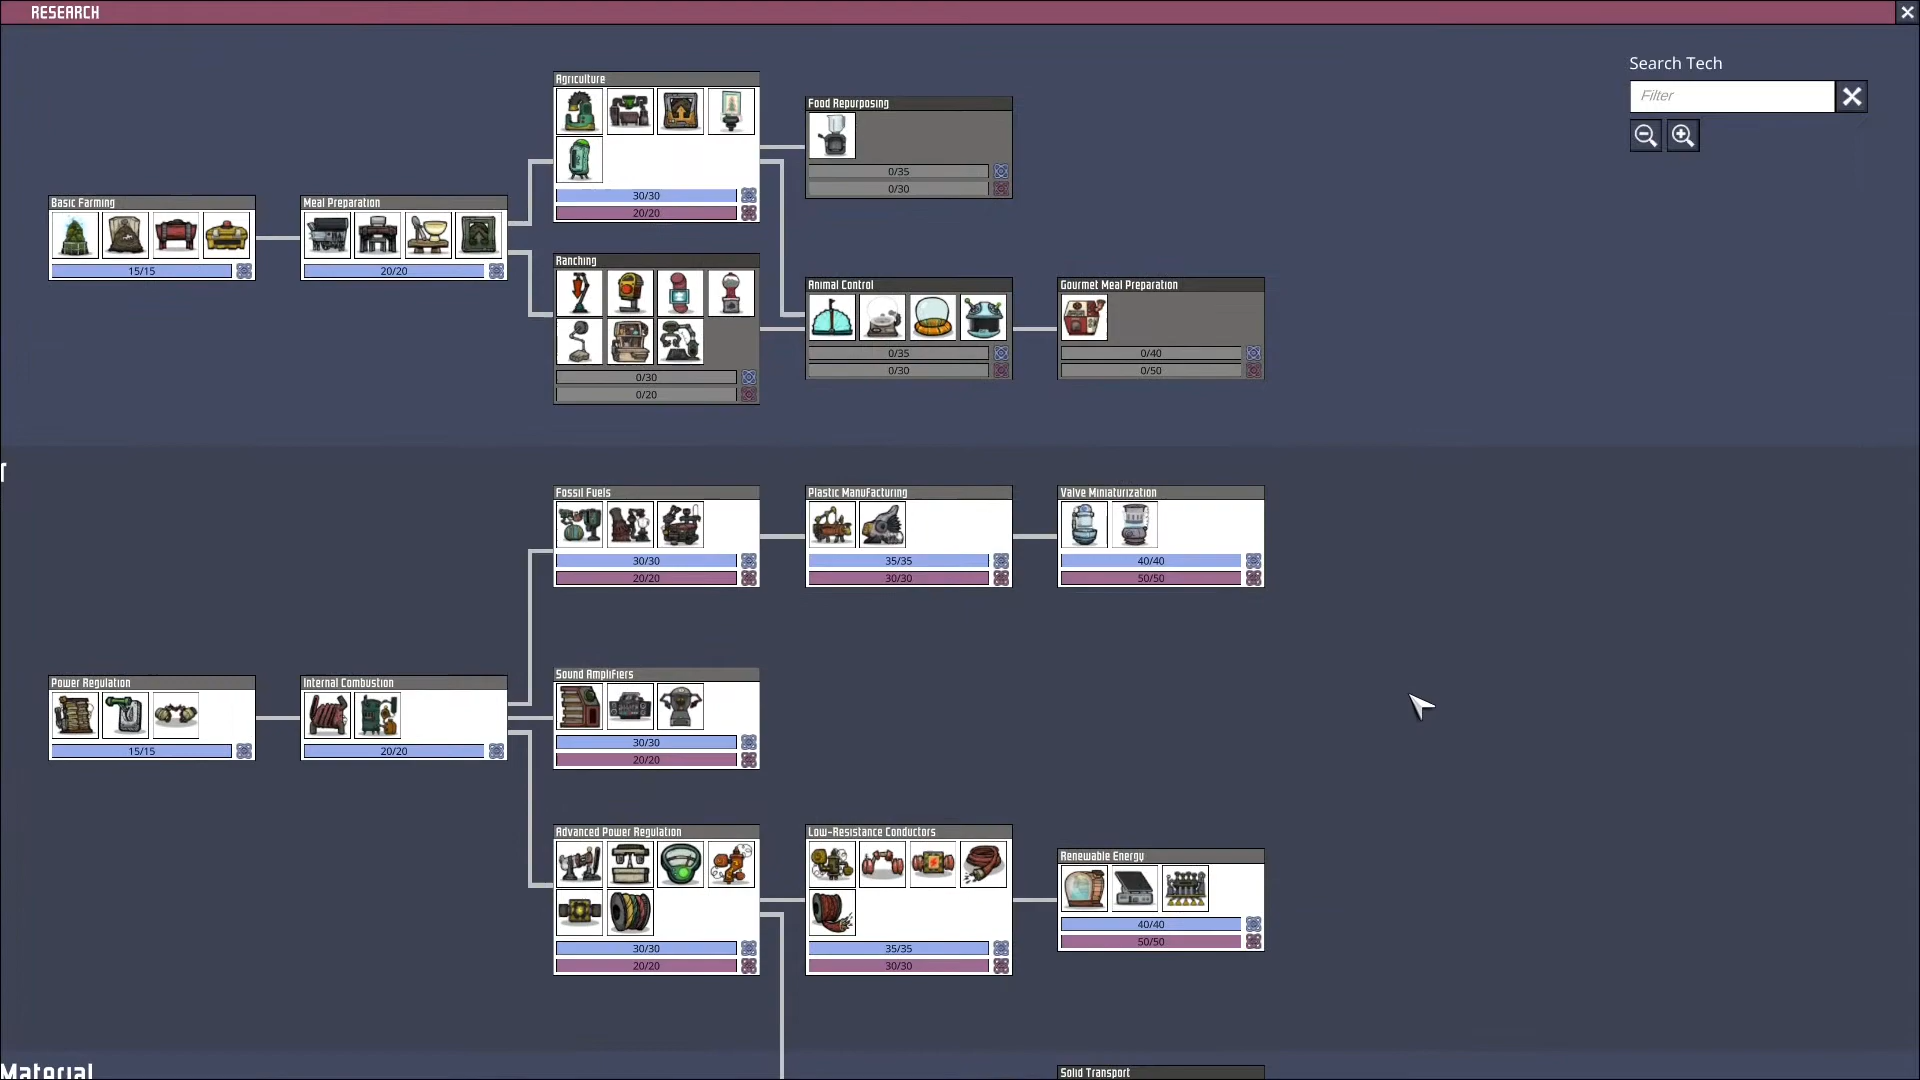 RESEARCH
Search Tech
Filter
Agriculture
30/30
20/20
Food Repurposing
0/35
0/30
Basic Farming
15/15
Meal Preparation
20/20
Ranching
0/30
0/20
Animal Control
0/35
0/30
Gourmet Meal Preparation
0/40
0/50
Fossil Fuels
30/30
20/20
Plastic Manufacturing
35/35
30/30
Valve Miniaturization
40/40
50/50
Power Regulation
15/15
Internal Combustion
20/20
Sound Amplifiers
30/30
20/20
Advanced Power Regulation
30/30
20/20
Low-Resistance Conductors
35/35
30/30
Renewable Energy
40/40
50/50
Material
Solid Transport